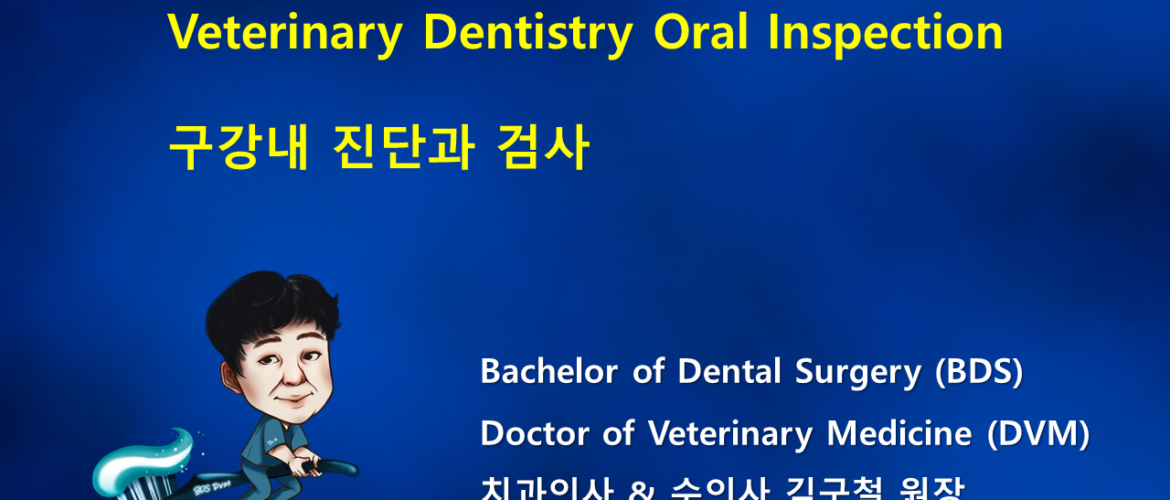 Veterinary Dentistry Oral Inspection
구강내 진단과 검사
Bachelor of Dental Surgery (BDS)
Doctor of Veterinary Medicine (DVM)
치과의사 & 수의사 김구철 원장
BDS DVM